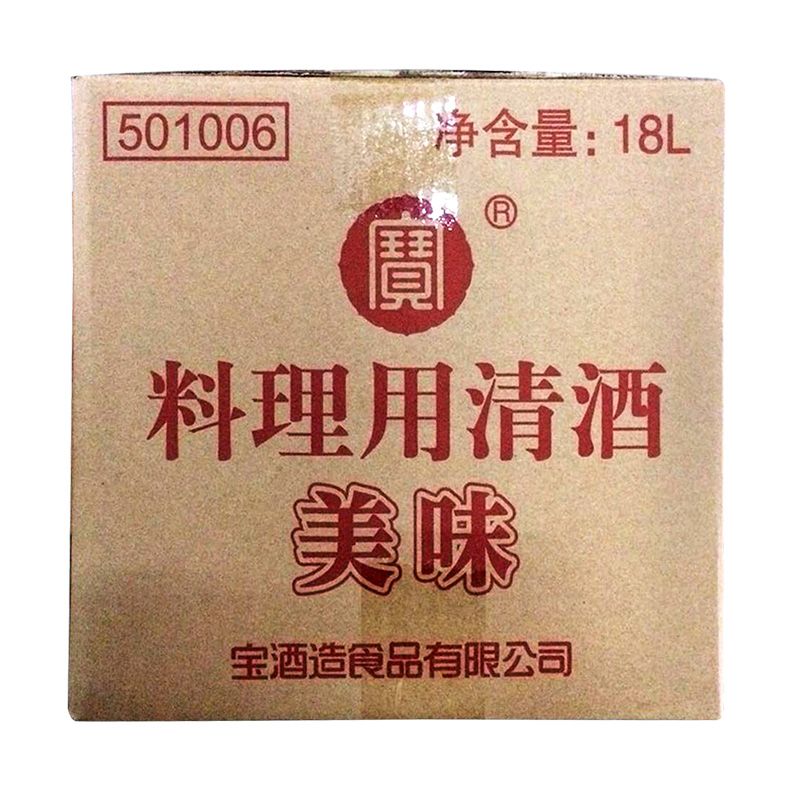 501006
净含量：18L
寶®
料理用清酒
美味
宝酒造食品有限公司